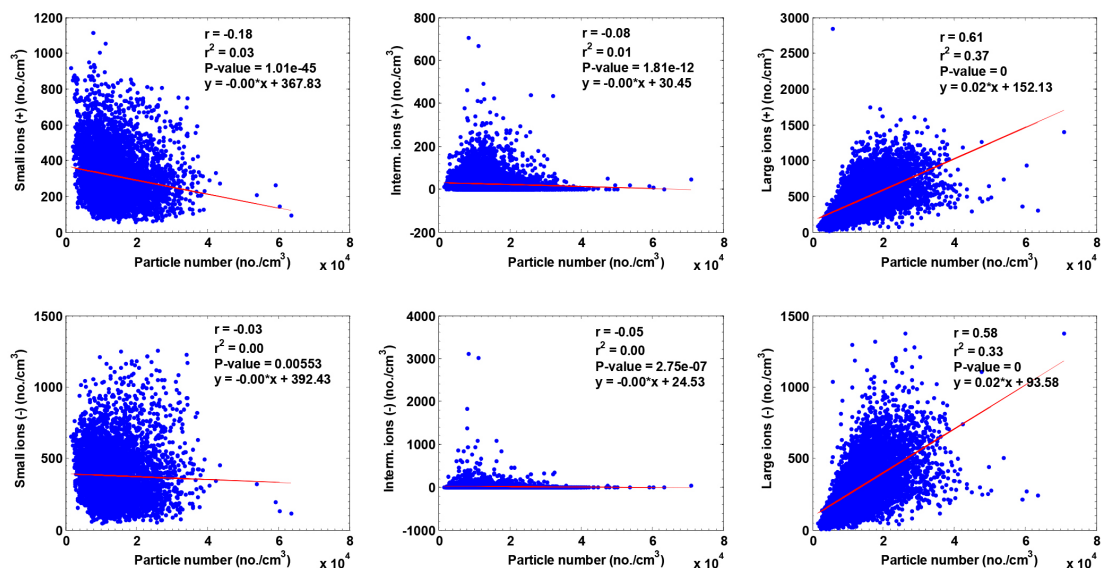 r = -0.18
r² = 0.03
P-value = 1.01e-45
y = -0.00*x + 367.83
Small ions (+) (no./cm³)
1200
1000
800
600
400
200
0
0 2 4 6 8
Particle number (no./cm³)
x 10⁴
r = -0.08
r² = 0.01
P-value = 1.81e-12
y = -0.00*x + 30.45
Interm. ions (+) (no./cm³)
800
600
400
200
0
-200
0 2 4 6 8
Particle number (no./cm³)
x 10⁴
r = 0.61
r² = 0.37
P-value = 0
y = 0.02*x + 152.13
Large ions (+) (no./cm³)
3000
2500
2000
1500
1000
500
0
0 2 4 6 8
Particle number (no./cm³)
x 10⁴
r = -0.03
r² = 0.00
P-value = 0.00553
y = -0.00*x + 392.43
Small ions (-) (no./cm³)
1500
1000
500
0
0 2 4 6 8
Particle number (no./cm³)
x 10⁴
r = -0.05
r² = 0.00
P-value = 2.75e-07
y = -0.00*x + 24.53
Interm. ions (-) (no./cm³)
4000
3000
2000
1000
0
-1000
0 2 4 6 8
Particle number (no./cm³)
x 10⁴
r = 0.58
r² = 0.33
P-value = 0
y = 0.02*x + 93.58
Large ions (-) (no./cm³)
1500
1000
500
0
0 2 4 6 8
Particle number (no./cm³)
x 10⁴